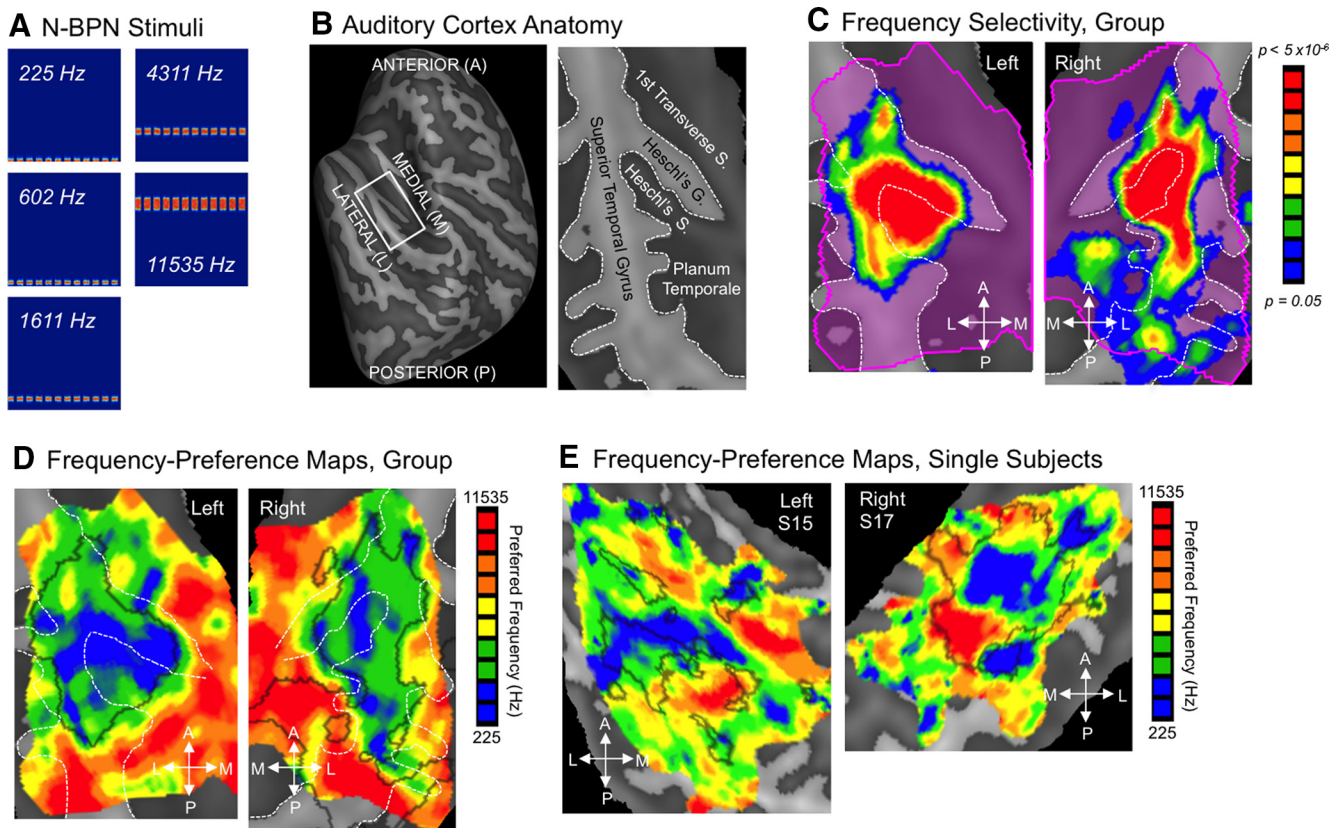 A N-BPN Stimuli
225 Hz
4311 Hz
602 Hz
11535 Hz
1611 Hz
B Auditory Cortex Anatomy
ANTERIOR (A)
MEDIAL (M)
LATERAL (L)
POSTERIOR (P)
1st Transverse S.
Heschl's G.
Heschl's S.
Superior Temporal Gyrus
Planum
Temporale
C Frequency Selectivity, Group
Left
A
L M
P
Right
A
M L
P
p < 5 x10-6
p = 0.05
D Frequency-Preference Maps, Group
Left
A
L M
P
Right
A
M L
P
11535
Preferred Frequency (Hz)
225
E Frequency-Preference Maps, Single Subjects
Left
S15
A
L M
P
Right
S17
A
M L
P
11535
Preferred Frequency (Hz)
225